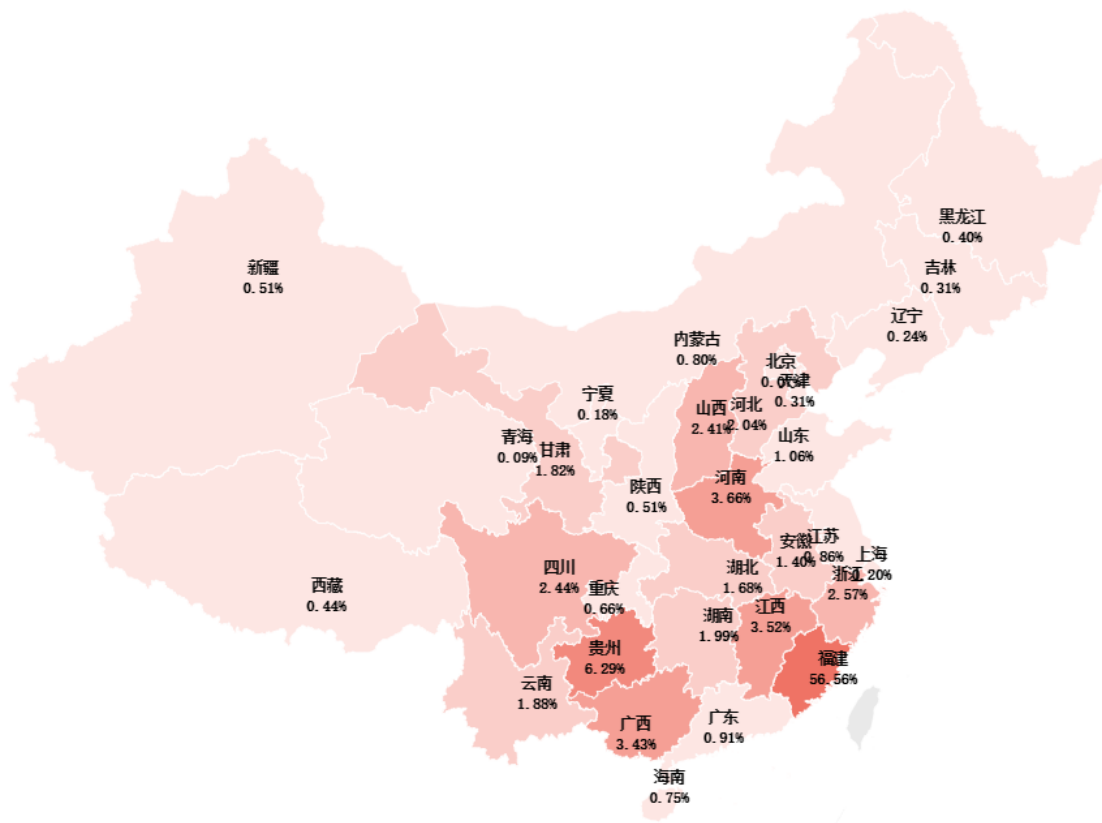 黑龙江
0.40%
新疆
0.51%
吉林
0.31%
辽宁
0.24%
内蒙古
0.80%
北京
天津
0.31%
宁夏
0.18%
山西
2.41%
河北
2.04%
青海
0.09%
甘肃
1.82%
山东
1.06%
河南
3.66%
陕西
0.51%
安徽
1.40%
江苏
0.86%
上海
0.20%
四川
2.44%
湖北
1.68%
浙江
2.57%
西藏
0.44%
重庆
0.66%
湖南
1.99%
江西
3.52%
贵州
6.29%
福建
56.56%
云南
1.88%
广西
3.43%
广东
0.91%
海南
0.75%